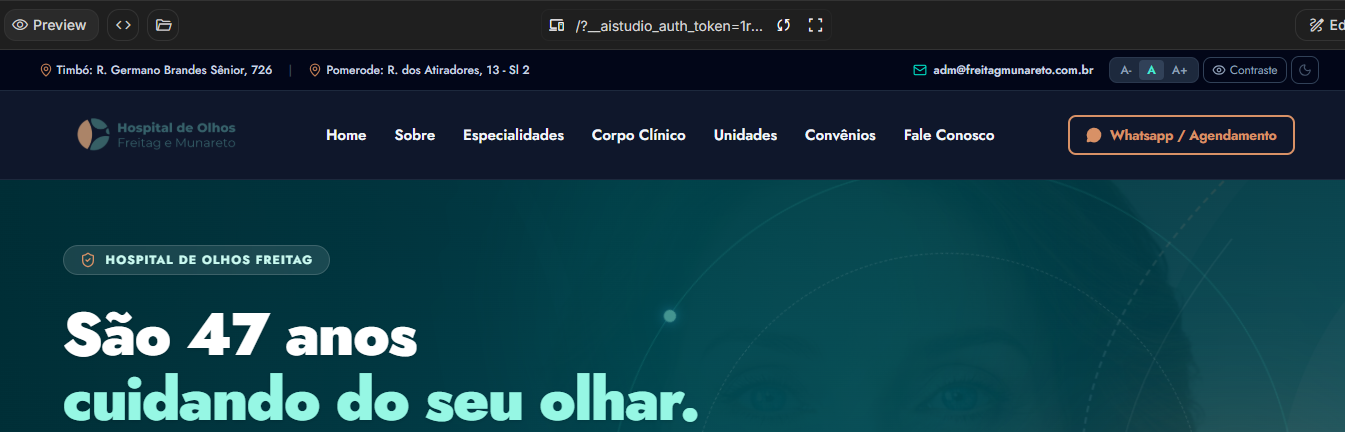 Preview
/?__aistudio_auth_token=1r...
Ed
Timbó: R. Germano Brandes Sênior, 726 | Pomerode: R. dos Atiradores, 13 - Sl 2
adm@freitagmunareto.com.br
A- A A+
Contraste
Hospital de Olhos
Freitag e Munareto
Home Sobre Especialidades Corpo Clínico Unidades Convênios Fale Conosco
Whatsapp / Agendamento
HOSPITAL DE OLHOS FREITAG
São 47 anos
cuidando do seu olhar.